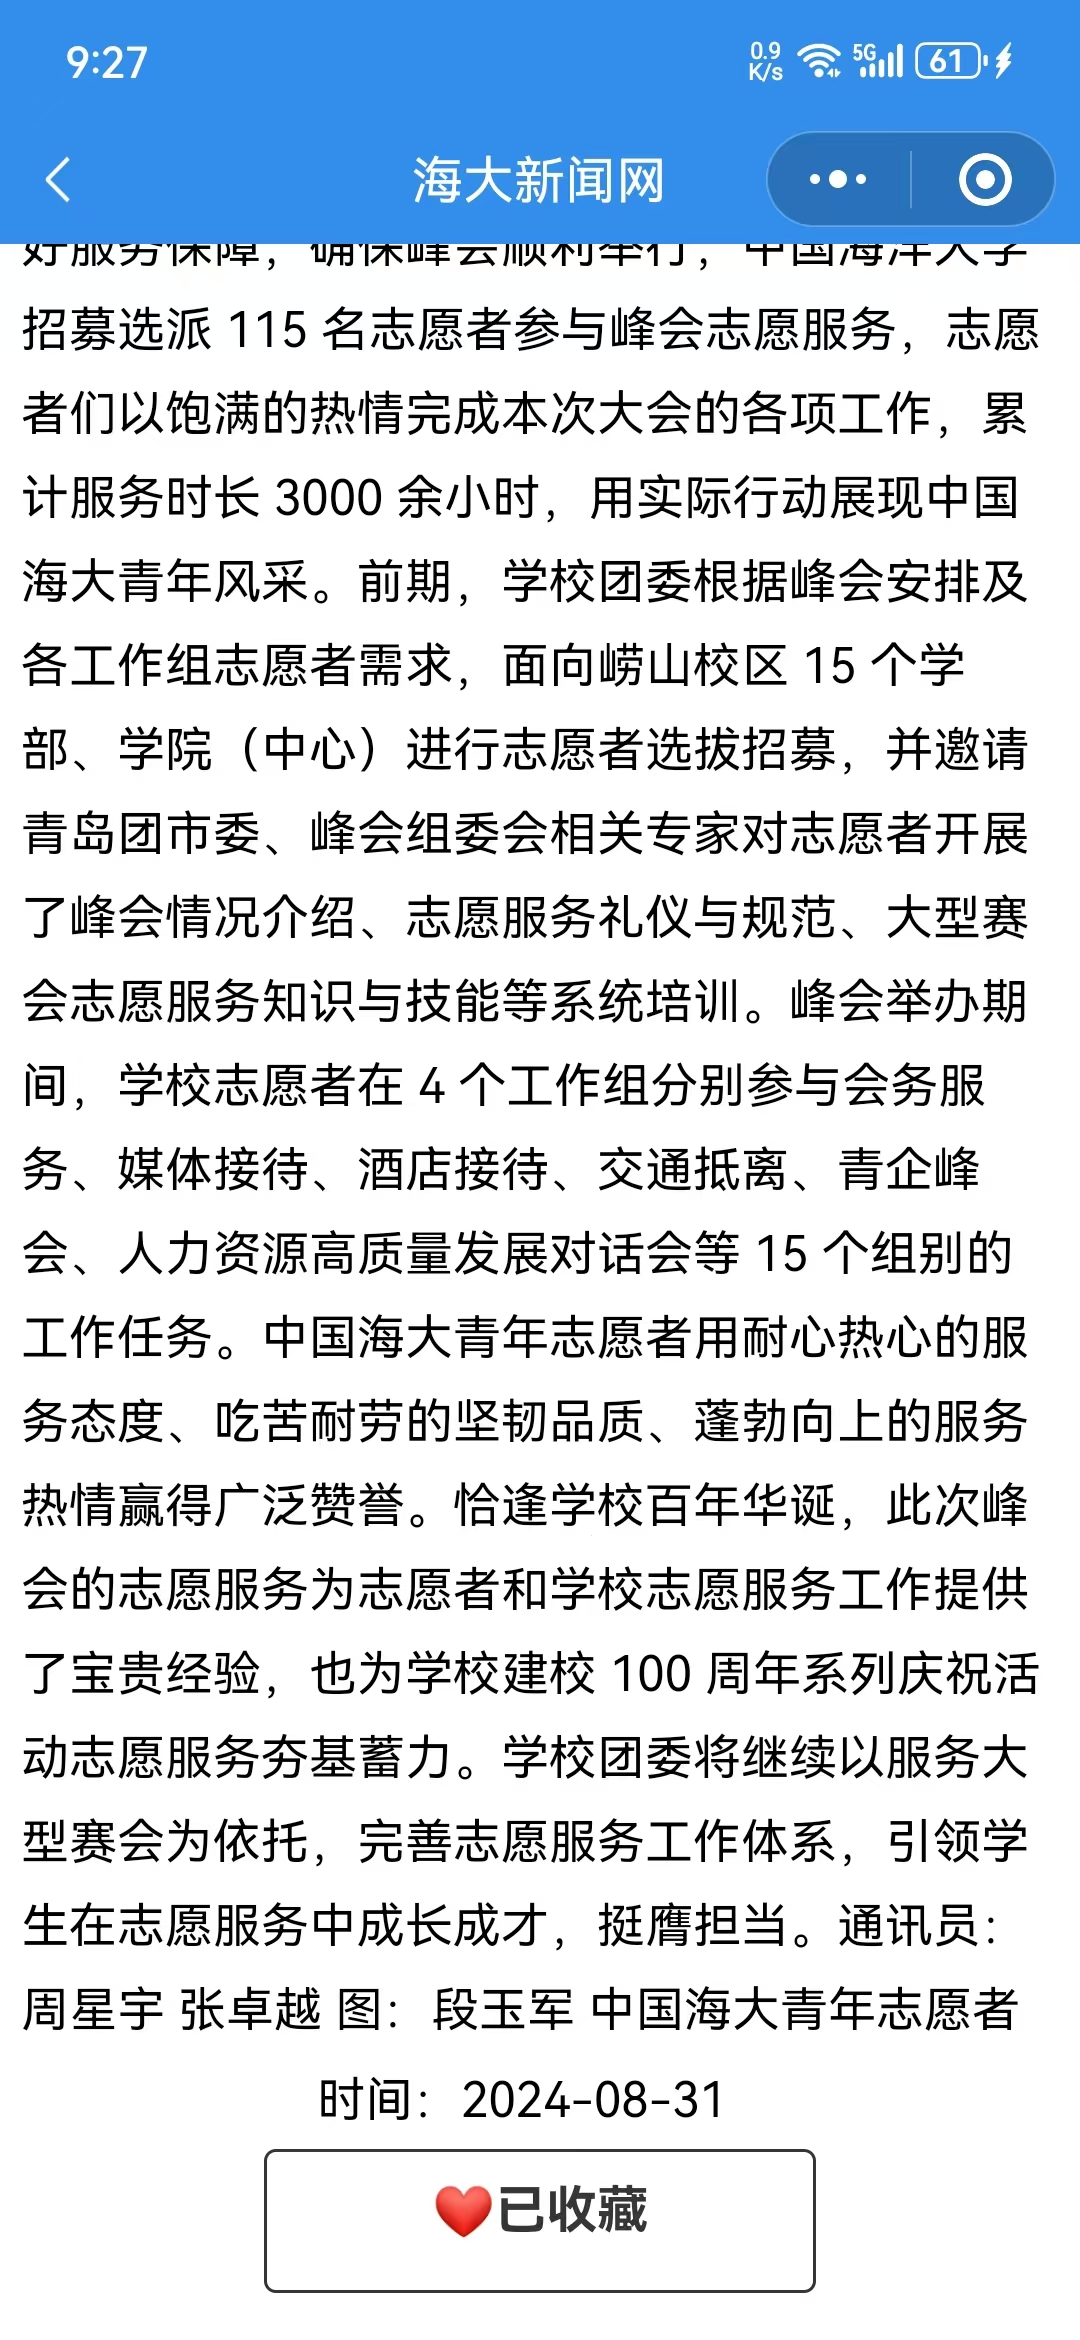 9:27
0.9
K/s
5G
61
海大新闻网
好服务保障，确保峰会顺利举行，中国海洋大学
招募选派 115 名志愿者参与峰会志愿服务，志愿
者们以饱满的热情完成本次大会的各项工作，累
计服务时长 3000 余小时，用实际行动展现中国
海大青年风采。前期，学校团委根据峰会安排及
各工作组志愿者需求，面向崂山校区 15 个学
部、学院（中心）进行志愿者选拔招募，并邀请
青岛团市委、峰会组委会相关专家对志愿者开展
了峰会情况介绍、志愿服务礼仪与规范、大型赛
会志愿服务知识与技能等系统培训。峰会举办期
间，学校志愿者在 4 个工作组分别参与会务服
务、媒体接待、酒店接待、交通抵离、青企峰
会、人力资源高质量发展对话会等 15 个组别的
工作任务。中国海大青年志愿者用耐心热心的服
务态度、吃苦耐劳的坚韧品质、蓬勃向上的服务
热情赢得广泛赞誉。恰逢学校百年华诞，此次峰
会的志愿服务为志愿者和学校志愿服务工作提供
了宝贵经验，也为学校建校 100 周年系列庆祝活
动志愿服务夯基蓄力。学校团委将继续以服务大
型赛会为依托，完善志愿服务工作体系，引领学
生在志愿服务中成长成才，挺膺担当。通讯员：
周星宇 张卓越 图：段玉军 中国海大青年志愿者
时间：2024-08-31
❤️已收藏